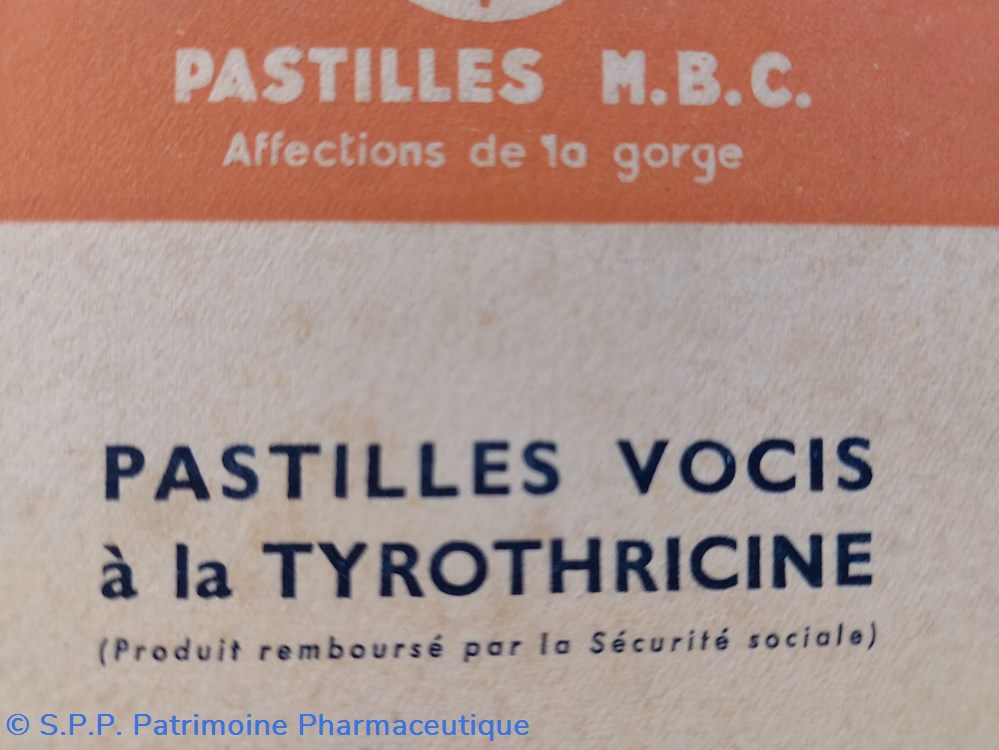 PASTILLES M.B.C.
Affections de la gorge
PASTILLES VOCIS
à la TYROTHRICINE
(Produit remboursé par la Sécurité sociale)
© S.P.P. Patrimoine Pharmaceutique